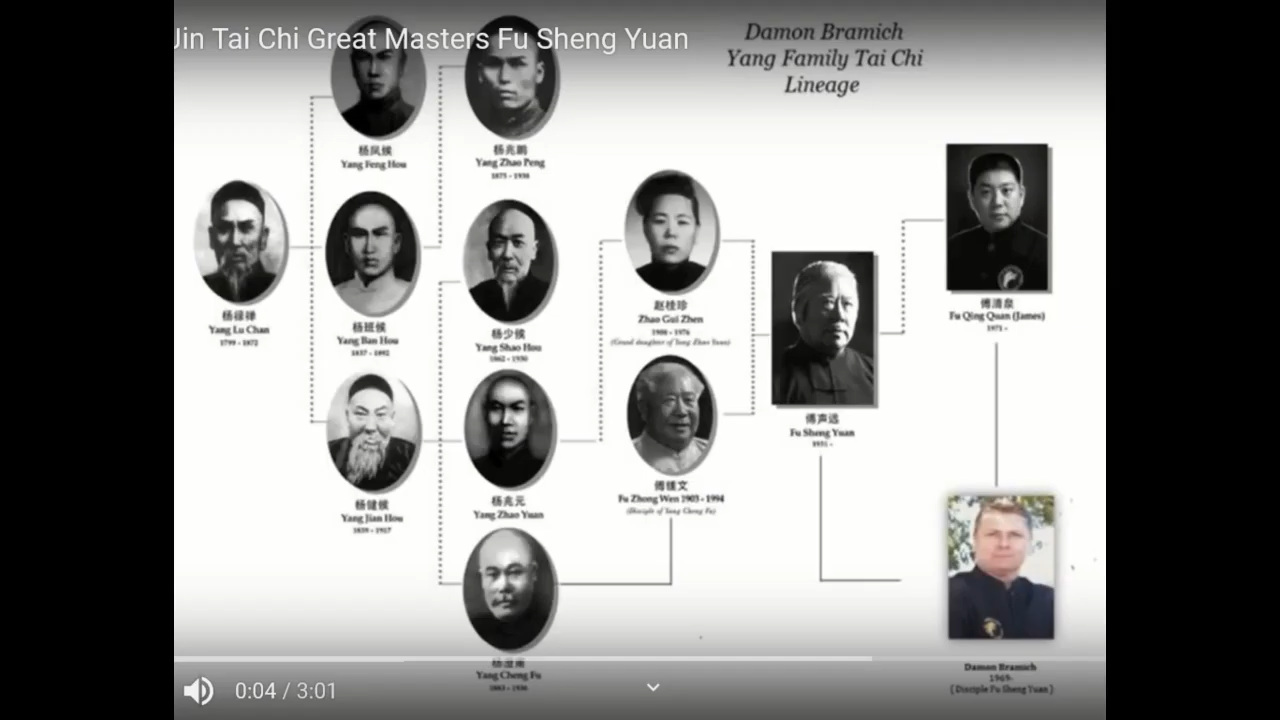 Jin Tai Chi Great Masters Fu Sheng Yuan
Damon Bramich
Yang Family Tai Chi
Lineage
杨凤侯
Yang Feng Hou
杨兆鹏
Yang Zhao Peng
1875 - 1938
杨禄禅
Yang Lu Chan
1799 - 1872
杨班侯
Yang Ban Hou
1837 - 1892
杨少侯
Yang Shao Hou
1862 - 1930
赵桂珍
Zhao Gui Zhen
1908 - 1976
(Grand daughter of Yang Zhao Yuan)
傅清泉
Fu Qing Quan (James)
1971 -
傅声远
Fu Sheng Yuan
1931 -
杨健侯
Yang Jian Hou
1839 - 1917
杨兆元
Yang Zhao Yuan
傅锺文
Fu Zhong Wen 1903 - 1994
(Disciple of Yang Cheng Fu)
杨澄甫
Yang Cheng Fu
1883 - 1936
Damon Bramich
1969-
( Disciple Fu Sheng Yuan )
0:04 / 3:01